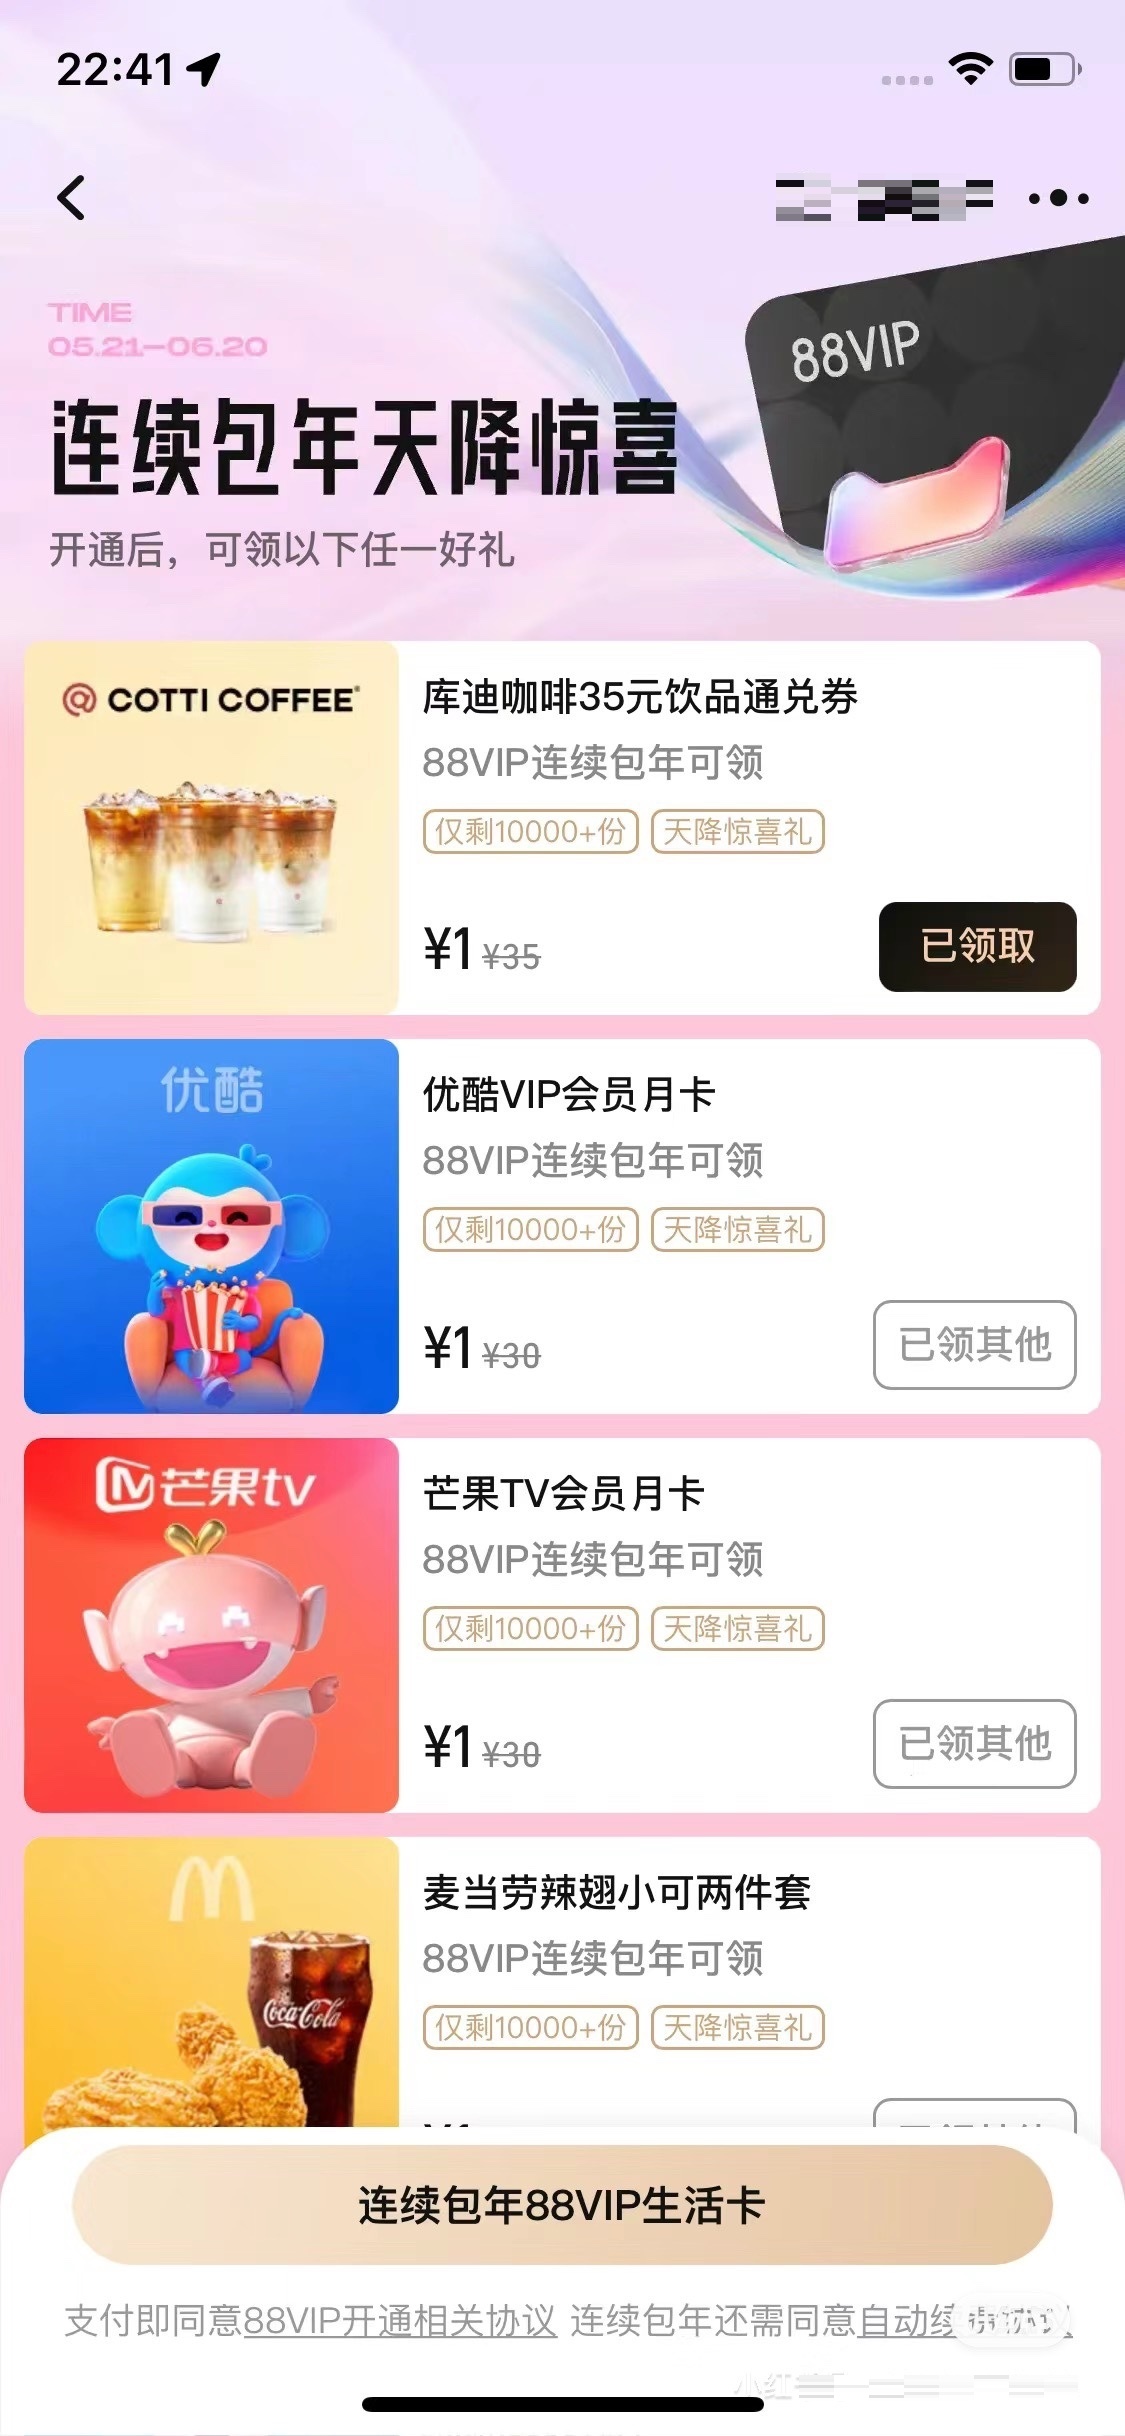 22:41
TIME
05.21—06.20
88VIP
连续包年天降惊喜
开通后，可领以下任一好礼
COTTI COFFEE
库迪咖啡35元饮品通兑券
88VIP连续包年可领
仅剩10000+份 天降惊喜礼
¥1 ¥35
已领取
优酷
优酷VIP会员月卡
88VIP连续包年可领
仅剩10000+份 天降惊喜礼
¥1 ¥30
已领其他
芒果tv
芒果TV会员月卡
88VIP连续包年可领
仅剩10000+份 天降惊喜礼
¥1 ¥30
已领其他
麦当劳辣翅小可两件套
88VIP连续包年可领
仅剩10000+份 天降惊喜礼
Coca-Cola
连续包年88VIP生活卡
支付即同意88VIP开通相关协议 连续包年还需同意自动续费协议
小红